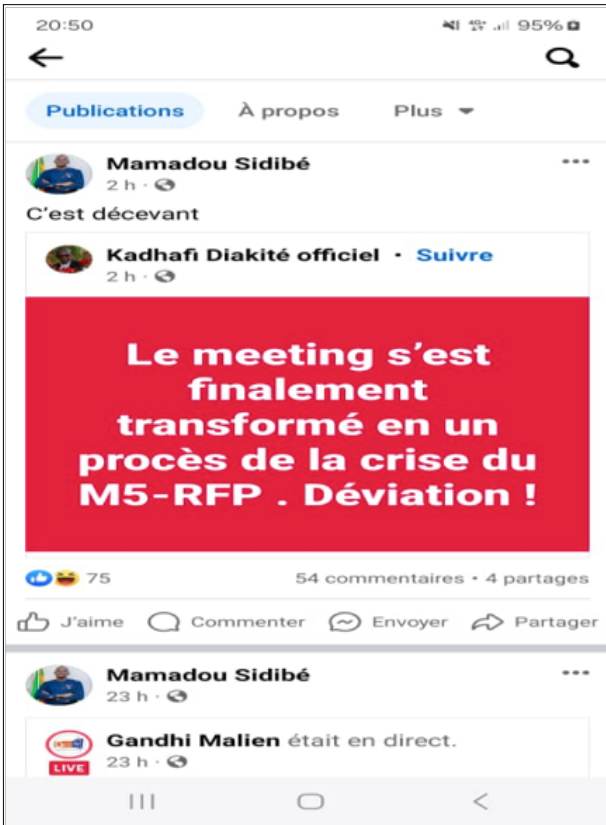 20:50 95%
Publications À propos Plus
Mamadou Sidibé
2 h ·
C'est décevant
Kadhafi Diakité officiel · Suivre
2 h ·
Le meeting s'est
finalement
transformé en un
procès de la crise du
M5-RFP . Déviation !
75 54 commentaires • 4 partages
J'aime Commenter Envoyer Partager
Mamadou Sidibé
23 h ·
Gandhi Malien était en direct.
LIVE 23 h ·